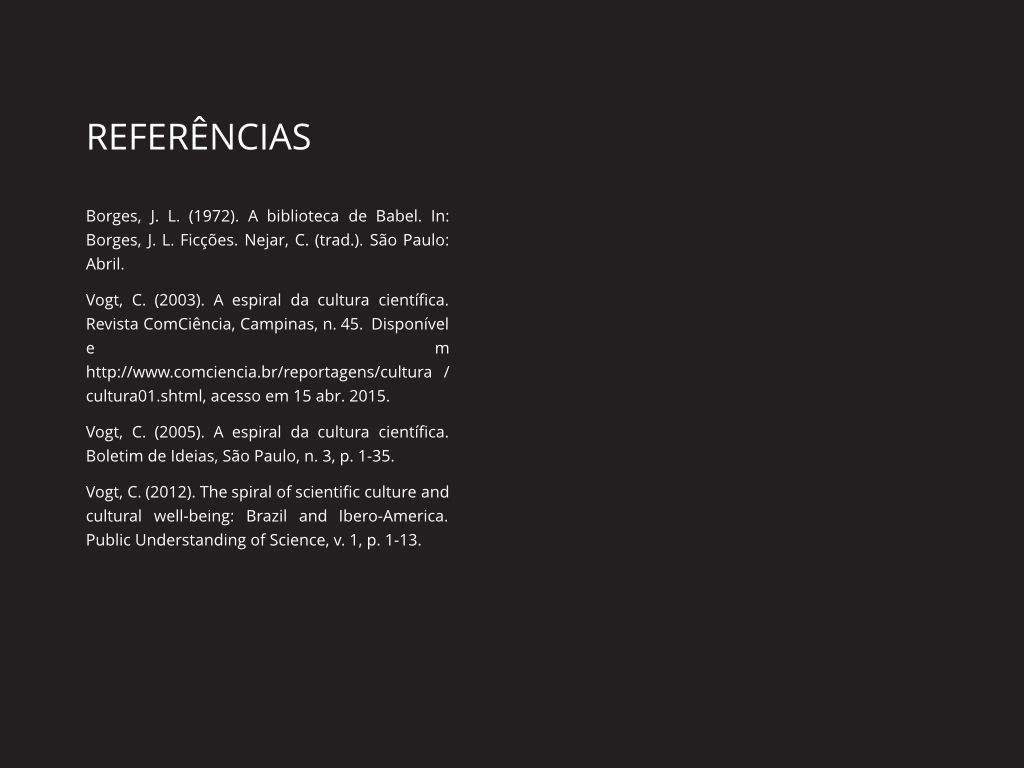 REFERÊNCIAS
Borges, J. L. (1972). A biblioteca de Babel. In:
Borges, J. L. Ficções. Nejar, C. (trad.). São Paulo:
Abril.
Vogt, C. (2003). A espiral da cultura científica.
Revista ComCiência, Campinas, n. 45. Disponível
e m
http://www.comciencia.br/reportagens/cultura /
cultura01.shtml, acesso em 15 abr. 2015.
Vogt, C. (2005). A espiral da cultura científica.
Boletim de Ideias, São Paulo, n. 3, p. 1-35.
Vogt, C. (2012). The spiral of scientific culture and
cultural well-being: Brazil and Ibero-America.
Public Understanding of Science, v. 1, p. 1-13.